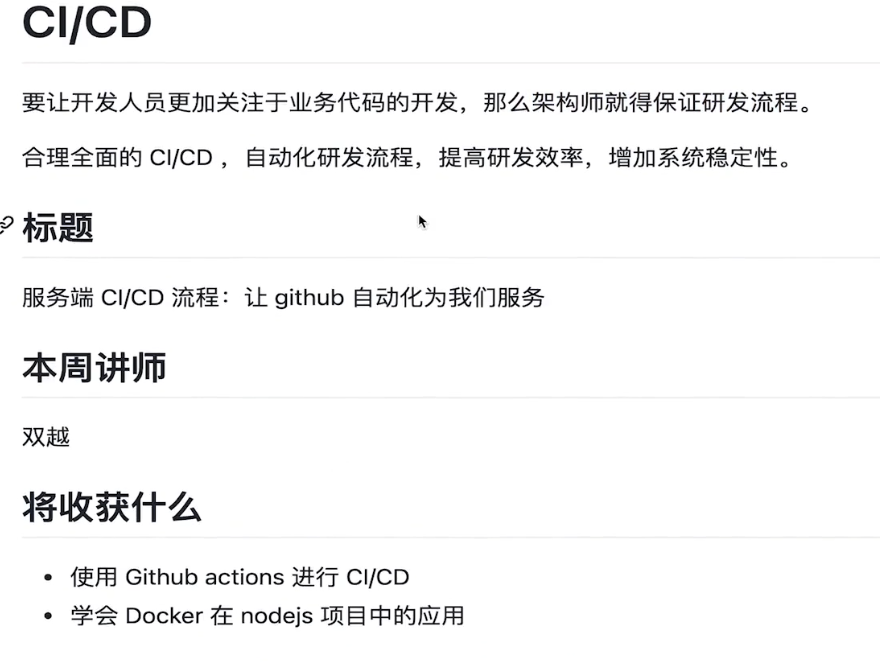 CI/CD
要让开发人员更加关注于业务代码的开发，那么架构师就得保证研发流程。
合理全面的 CI/CD ，自动化研发流程，提高研发效率，增加系统稳定性。
标题
服务端 CI/CD 流程：让 github 自动化为我们服务
本周讲师
双越
将收获什么
• 使用 Github actions 进行 CI/CD
• 学会 Docker 在 nodejs 项目中的应用